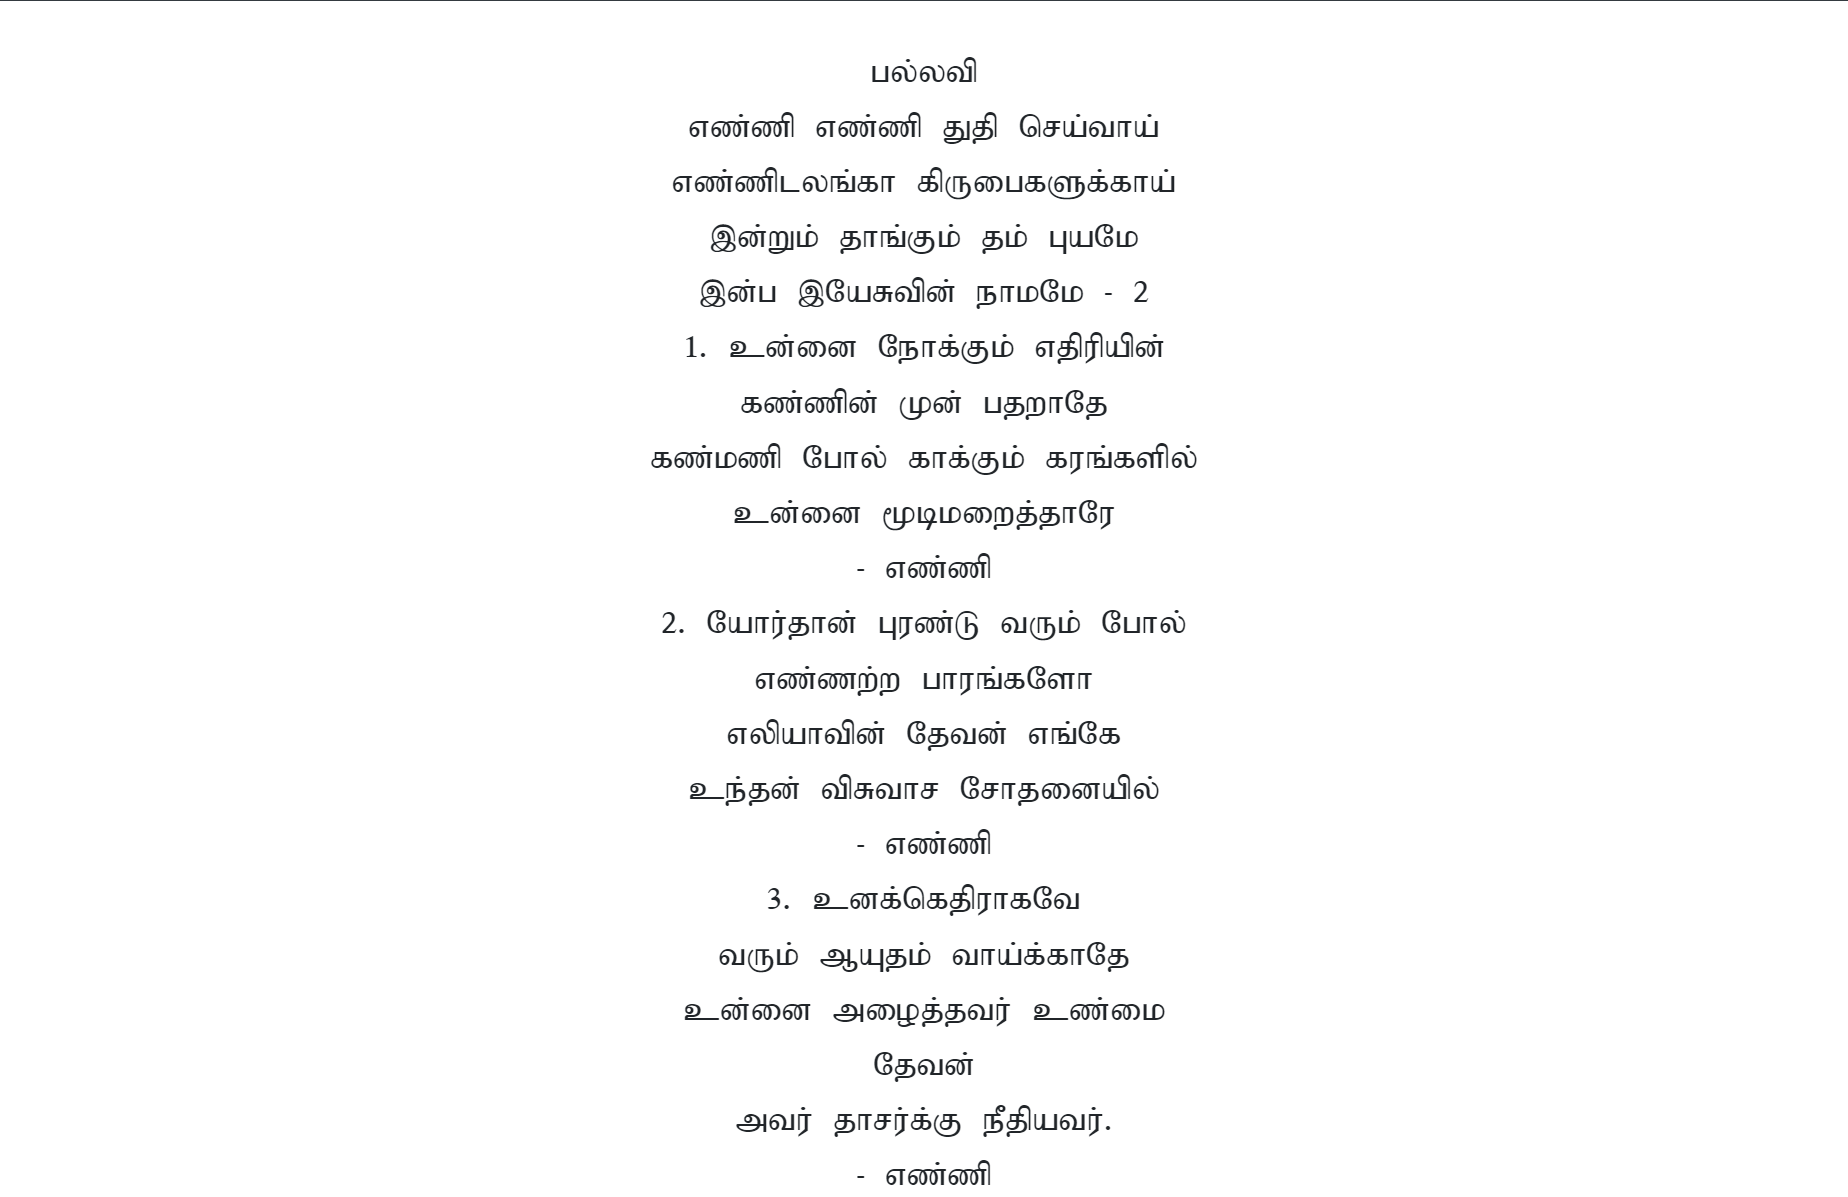 பல்லவி
எண்ணி எண்ணி துதி செய்வாய்
எண்ணிடலங்கா கிருபைகளுக்காய்
இன்றும் தாங்கும் தம் புயமே
இன்ப இயேசுவின் நாமமே - 2
1. உன்னை நோக்கும் எதிரியின்
கண்ணின் முன் பதறாதே
கண்மணி போல் காக்கும் கரங்களில்
உன்னை மூடிமறைத்தாரே
- எண்ணி
2. யோர்தான் புரண்டு வரும் போல்
எண்ணற்ற பாரங்களோ
எலியாவின் தேவன் எங்கே
உந்தன் விசுவாச சோதனையில்
- எண்ணி
3. உனக்கெதிராகவே
வரும் ஆயுதம் வாய்க்காதே
உன்னை அழைத்தவர் உண்மை
தேவன்
அவர் தாசர்க்கு நீதியவர்.
- எண்ணி